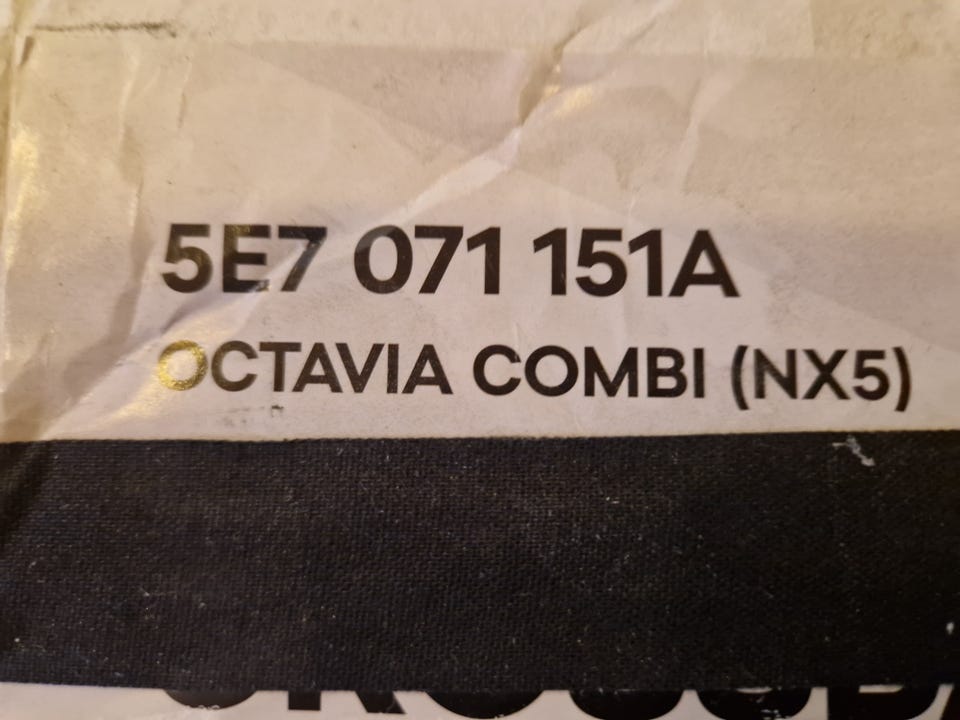 5E7 071 151A
OCTAVIA COMBI (NX5)